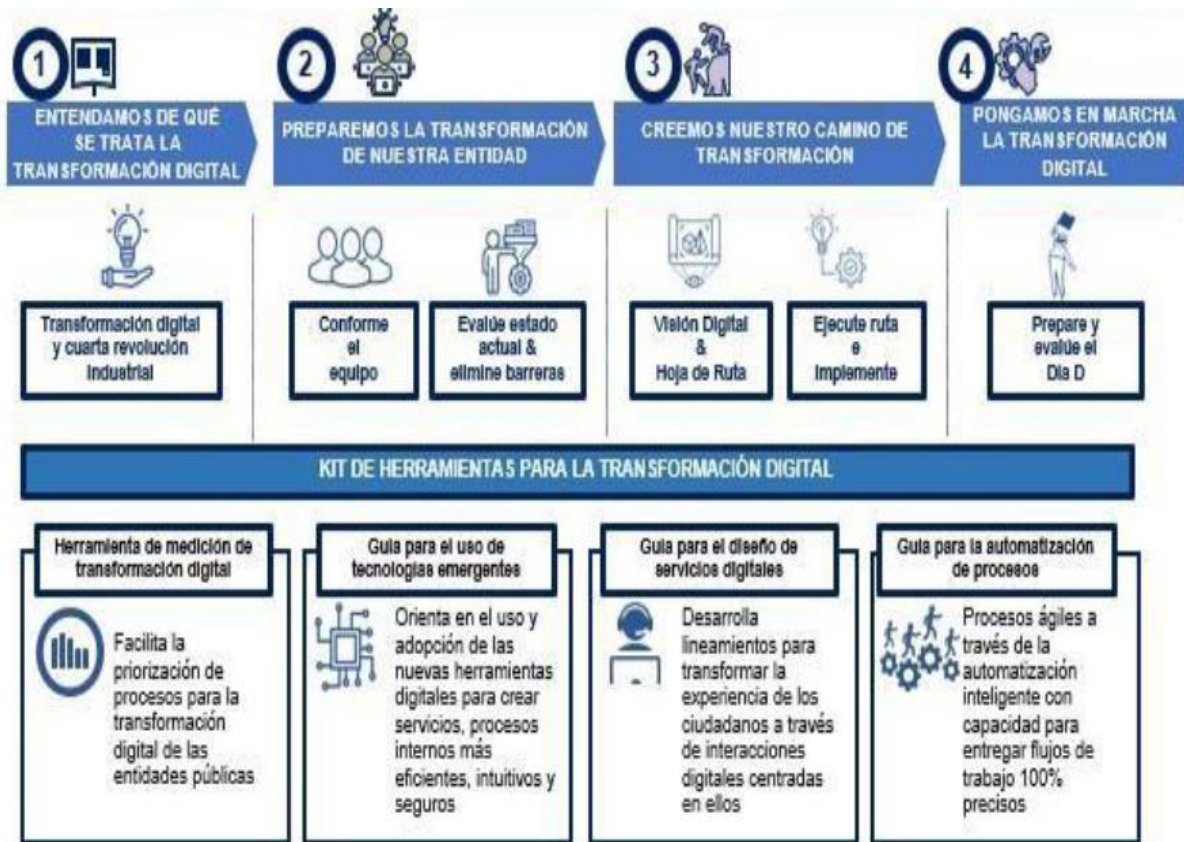 1
ENTENDAMOS DE QUÉ
SE TRATA LA
TRANSFORMACIÓN DIGITAL
2
PREPAREMOS LA TRANSFORMACIÓN
DE NUESTRA ENTIDAD
3
CREEMOS NUESTRO CAMINO DE
TRANSFORMACIÓN
4
PONGAMOS EN MARCHA
LA TRANSFORMACIÓN
DIGITAL
Transformación digital
y cuarta revolución
Industrial
Conforme
el
equipo
Evalúe estado
actual &
elimine barreras
Visión Digital
&
Hoja de Ruta
Ejecute ruta
e
Implemente
Prepare y
evalúe el
Dia D
KIT DE HERRAMIENTAS PARA LA TRANSFORMACIÓN DIGITAL
Herramienta de medición de
transformación digital
Facilita la
priorización de
procesos para la
transformación
digital de las
entidades públicas
Guia para el uso de
tecnologias emergentes
Orienta en el uso y
adopción de las
nuevas herramientas
digitales para crear
servicios, procesos
internos más
eficientes, intuitivos y
seguros
Guia para el diseño de
servicios digitales
Desarrolla
lineamientos para
transformar la
experiencia de los
ciudadanos a través
de interacciones
digitales centradas
en ellos
Guia para la automatización
de procesos
Procesos ágiles a
través de la
automatización
inteligente con
capacidad para
entregar flujos de
trabajo 100%
precisos